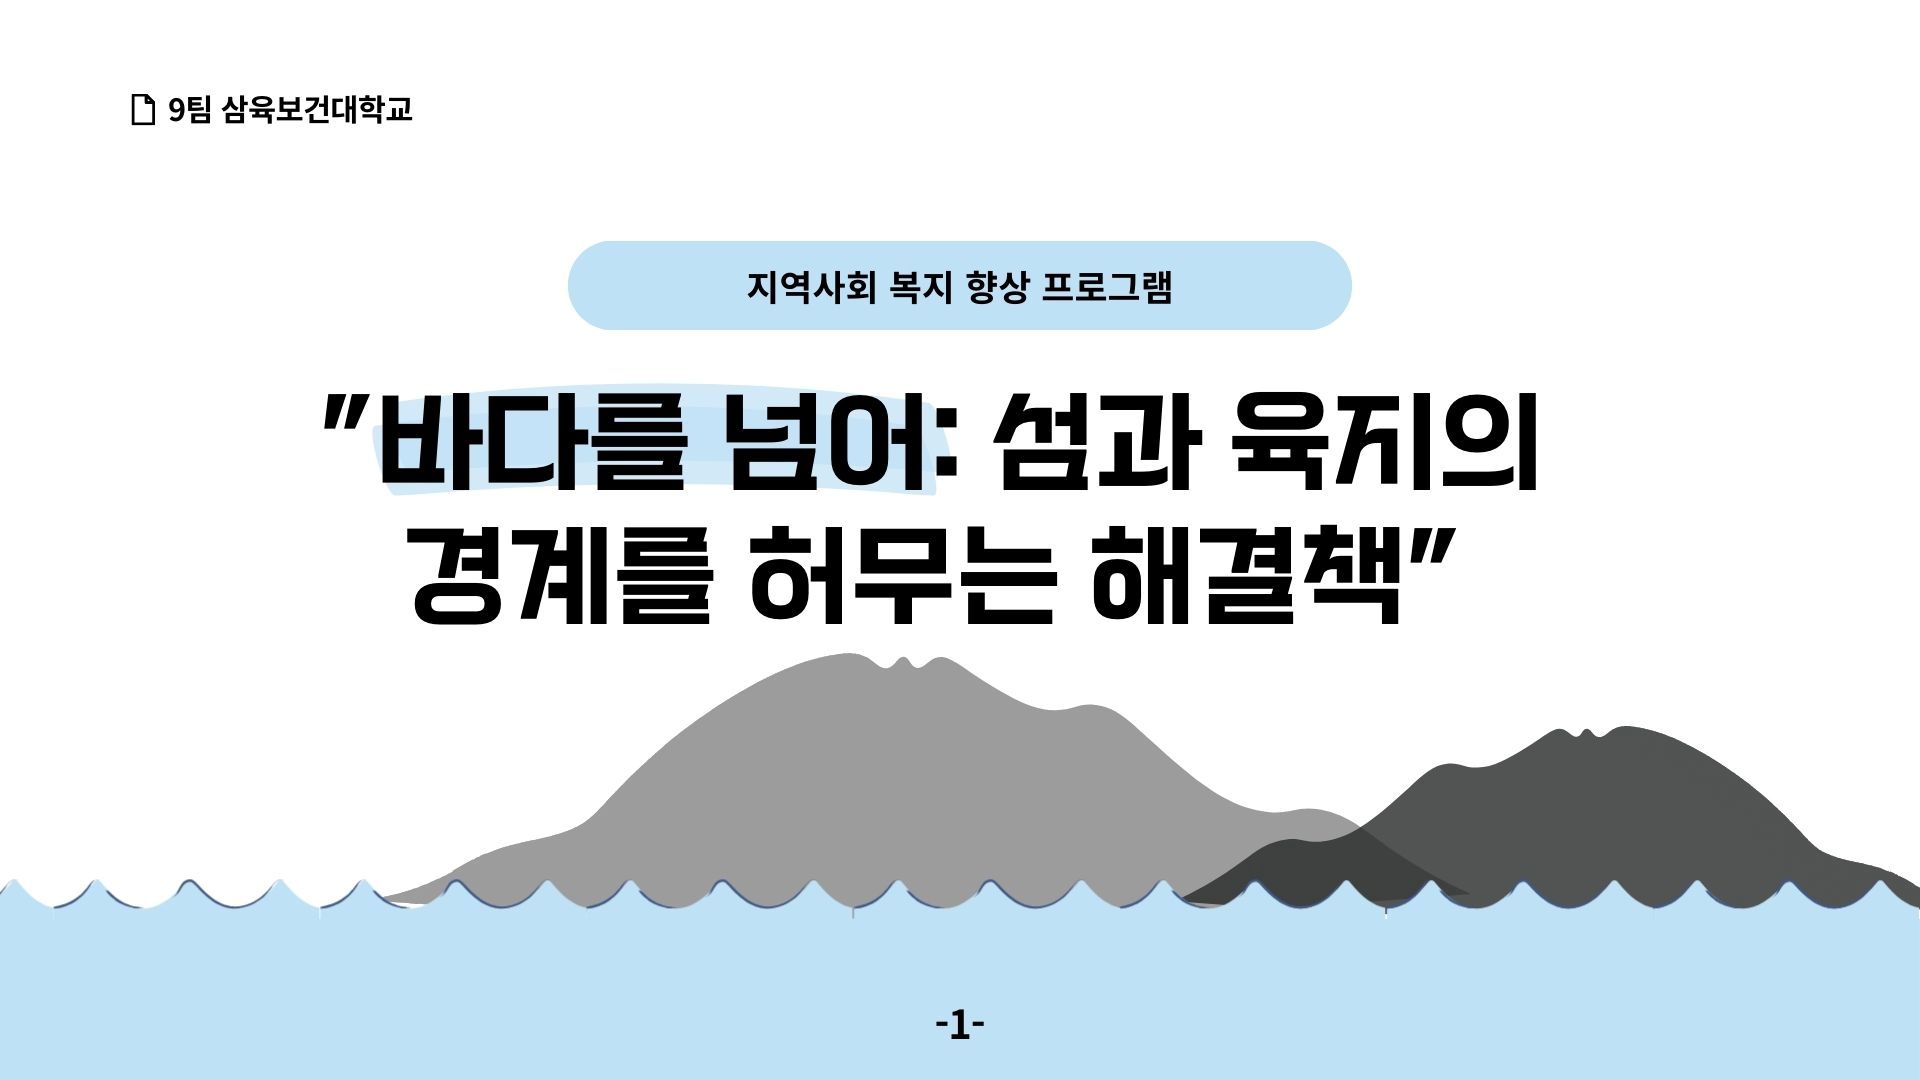 9팀 삼육보건대학교
지역사회 복지 향상 프로그램
"바다를 넘어: 섬과 육지의
경계를 허무는 해결책"
-1-